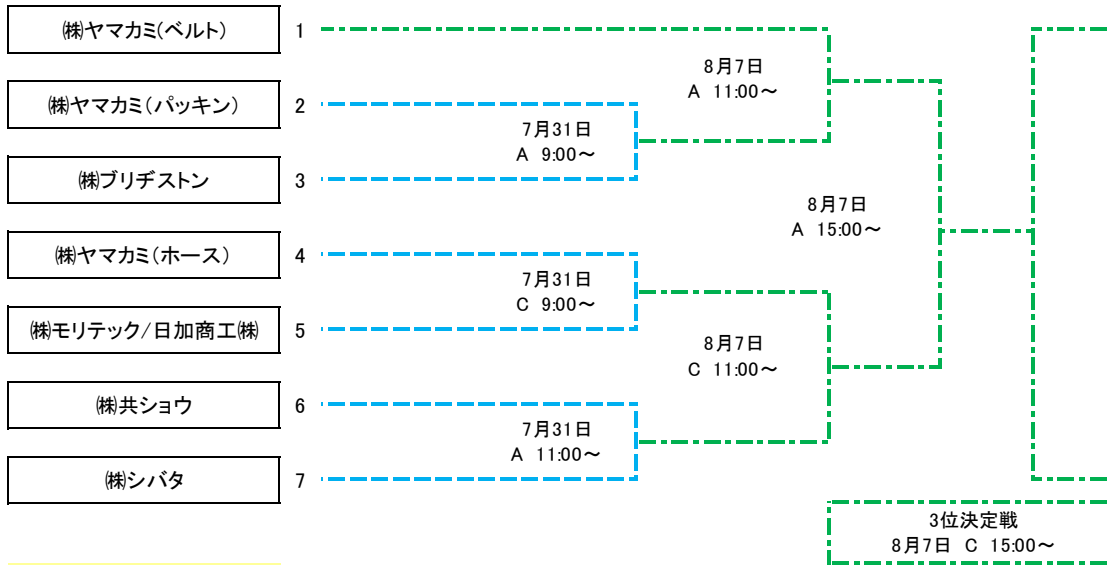 ㈱ヤマカミ(ベルト) 1
8月7日
A 11:00～
㈱ヤマカミ(パッキン) 2
7月31日
A 9:00～
㈱ブリヂストン 3
8月7日
A 15:00～
㈱ヤマカミ(ホース) 4
7月31日
C 9:00～
㈱モリテック/日加商工㈱ 5
8月7日
C 11:00～
㈱共ショウ 6
7月31日
A 11:00～
㈱シバタ 7
3位決定戦
8月7日 C 15:00～